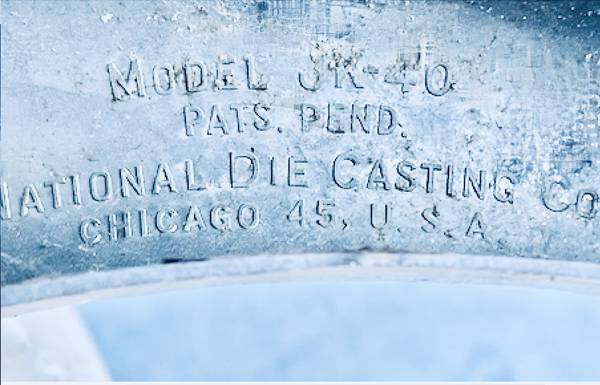 MODEL JK-40
PATS. PEND.
NATIONAL DIE CASTING CO
CHICAGO 45, U. S. A.